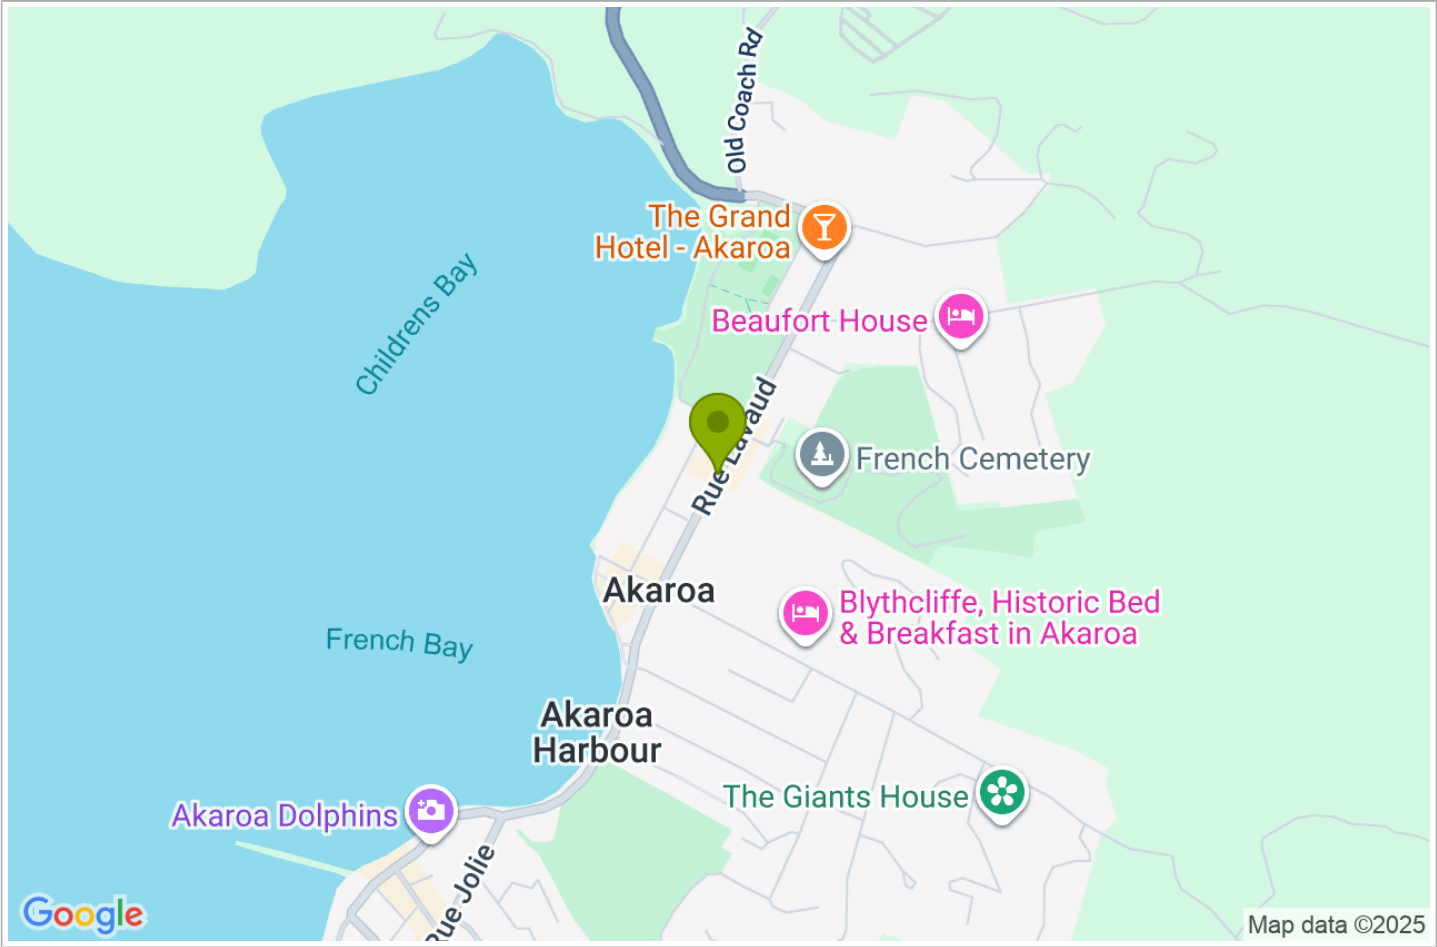 Old Coach Rd
The Grand
Hotel - Akaroa
Childrens Bay
Beaufort House
Rue Lavaud
French Cemetery
Akaroa
Blythcliffe, Historic Bed
& Breakfast in Akaroa
French Bay
Akaroa
Harbour
The Giants House
Akaroa Dolphins
Rue Jolie
Google
Map data ©2025